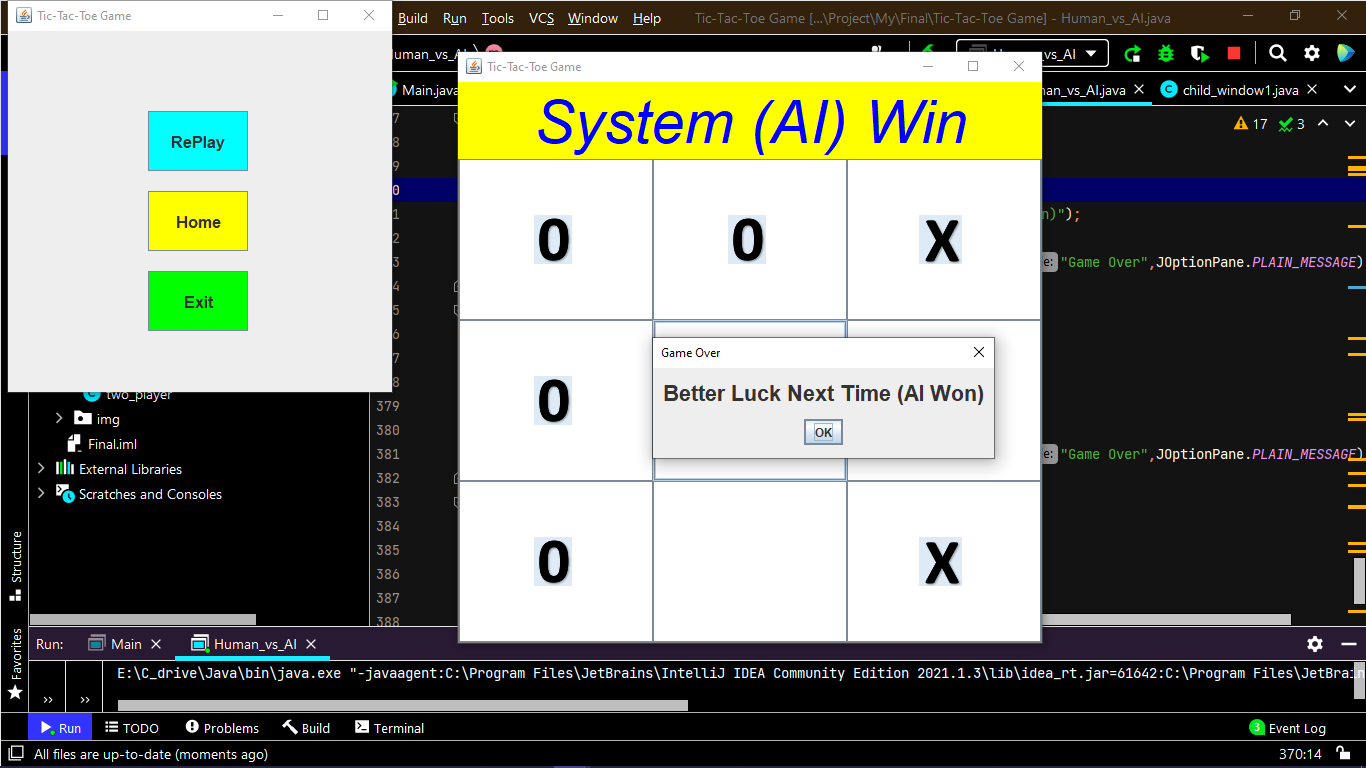 Tic-Tac-Toe Game
RePlay
Home
Exit
Build Run Tools VCS Window Help
Tic-Tac-Toe Game [...\Project\My\Final\Tic-Tac-Toe Game] - Human_vs_AI.java
Main.java
child_window1.java
17 3
Tic-Tac-Toe Game
System (AI) Win
0 0 X
0
0 X
Game Over
Better Luck Next Time (AI Won)
OK
");
"Game Over",JOptionPane.PLAIN_MESSAGE)
"Game Over",JOptionPane.PLAIN_MESSAGE)
two_player
img
Final.iml
External Libraries
Scratches and Consoles
379
380
381
382
383
384
385
386
387
388
Structure
Favorites
Run: Main Human_vs_AI
E:\C_drive\Java\bin\java.exe "-javaagent:C:\Program Files\JetBrains\IntelliJ IDEA Community Edition 2021.1.3\lib\idea_rt.jar=61642:C:\Program Files\JetBrain
Run TODO Problems Build Terminal
3 Event Log
All files are up-to-date (moments ago)
370:14